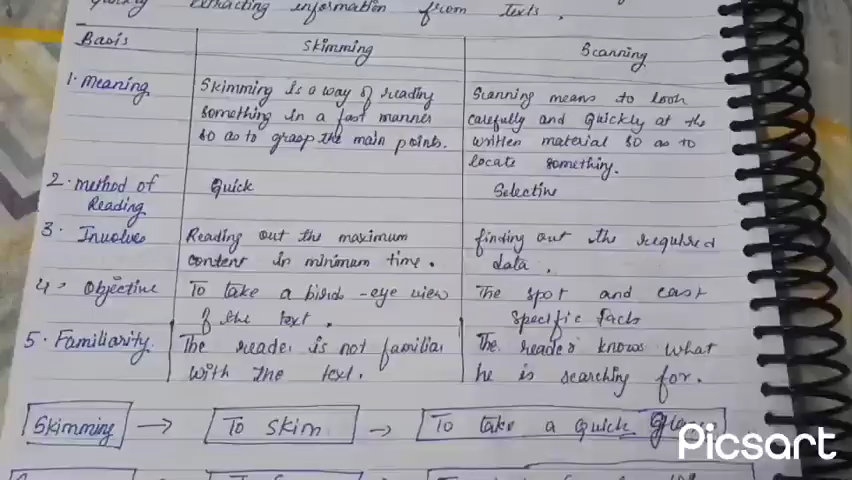 extracting information from texts.
Basis Skimming Scanning
1. Meaning Skimming is a way of reading Scanning means to look
something in a fast manner carefully and quickly at the
so as to grasp the main points. written material so as to
locate something.
2. method of Quick Selective
Reading
3. Involves Reading out the maximum finding out the required
content in minimum time. data.
4. Objective To take a bird-eye view The spot and cast
of the text. specific facts
5. Familiarity. The reader is not familiar The reader knows what
with the text. he is searching for.
Skimming → To skim → To take a quick
Picsart